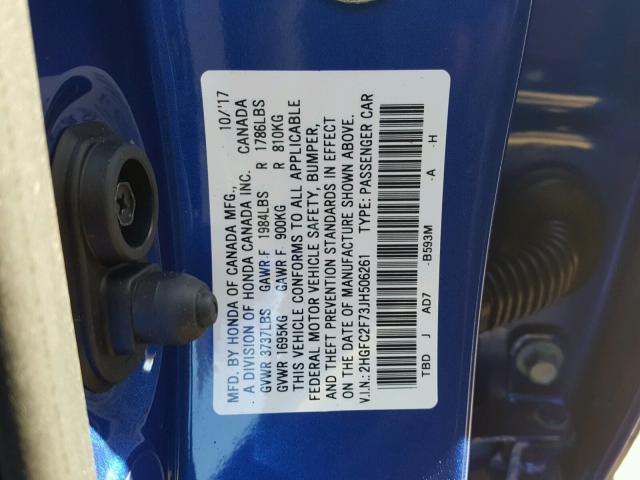 MFD. BY HONDA OF CANADA MFG., 10/'17
A DIVISION OF HONDA CANADA INC. CANADA
GVWR 3737LBS GAWR F 1984LBS R 1786LBS
GVWR 1695KG GAWR F 900KG R 810KG
THIS VEHICLE CONFORMS TO ALL APPLICABLE
FEDERAL MOTOR VEHICLE SAFETY, BUMPER,
AND THEFT PREVENTION STANDARDS IN EFFECT
ON THE DATE OF MANUFACTURE SHOWN ABOVE.
V.I.N.: 2HGFC2F73JH506261 TYPE: PASSENGER CAR
TBD J AD7 -B593M -A -H